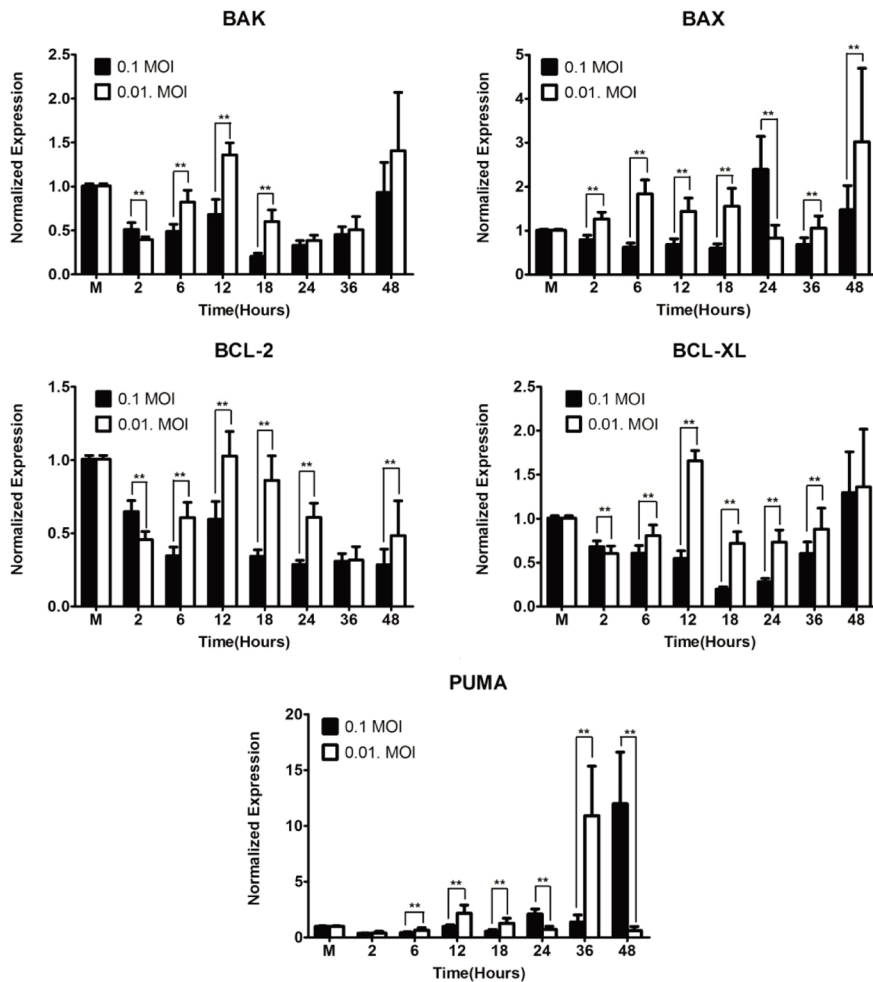 BAK
Normalized Expression
2.5
2.0
1.5
1.0
0.5
0.0
0.1 MOI
0.01. MOI
**
**
**
**
M 2 6 12 18 24 36 48
Time(Hours)
BAX
Normalized Expression
5
4
3
2
1
0
0.1 MOI
0.01. MOI
**
**
**
**
**
**
**
M 2 6 12 18 24 36 48
Time(Hours)
BCL-2
Normalized Expression
1.5
1.0
0.5
0.0
0.1 MOI
0.01. MOI
**
**
**
**
**
**
M 2 6 12 18 24 36 48
Time(Hours)
BCL-XL
Normalized Expression
2.5
2.0
1.5
1.0
0.5
0.0
0.1 MOI
0.01. MOI
**
**
**
**
**
**
M 2 6 12 18 24 36 48
Time(Hours)
PUMA
Normalized Expression
20
15
10
5
0
0.1 MOI
0.01. MOI
**
**
**
**
**
**
M 2 6 12 18 24 36 48
Time(Hours)